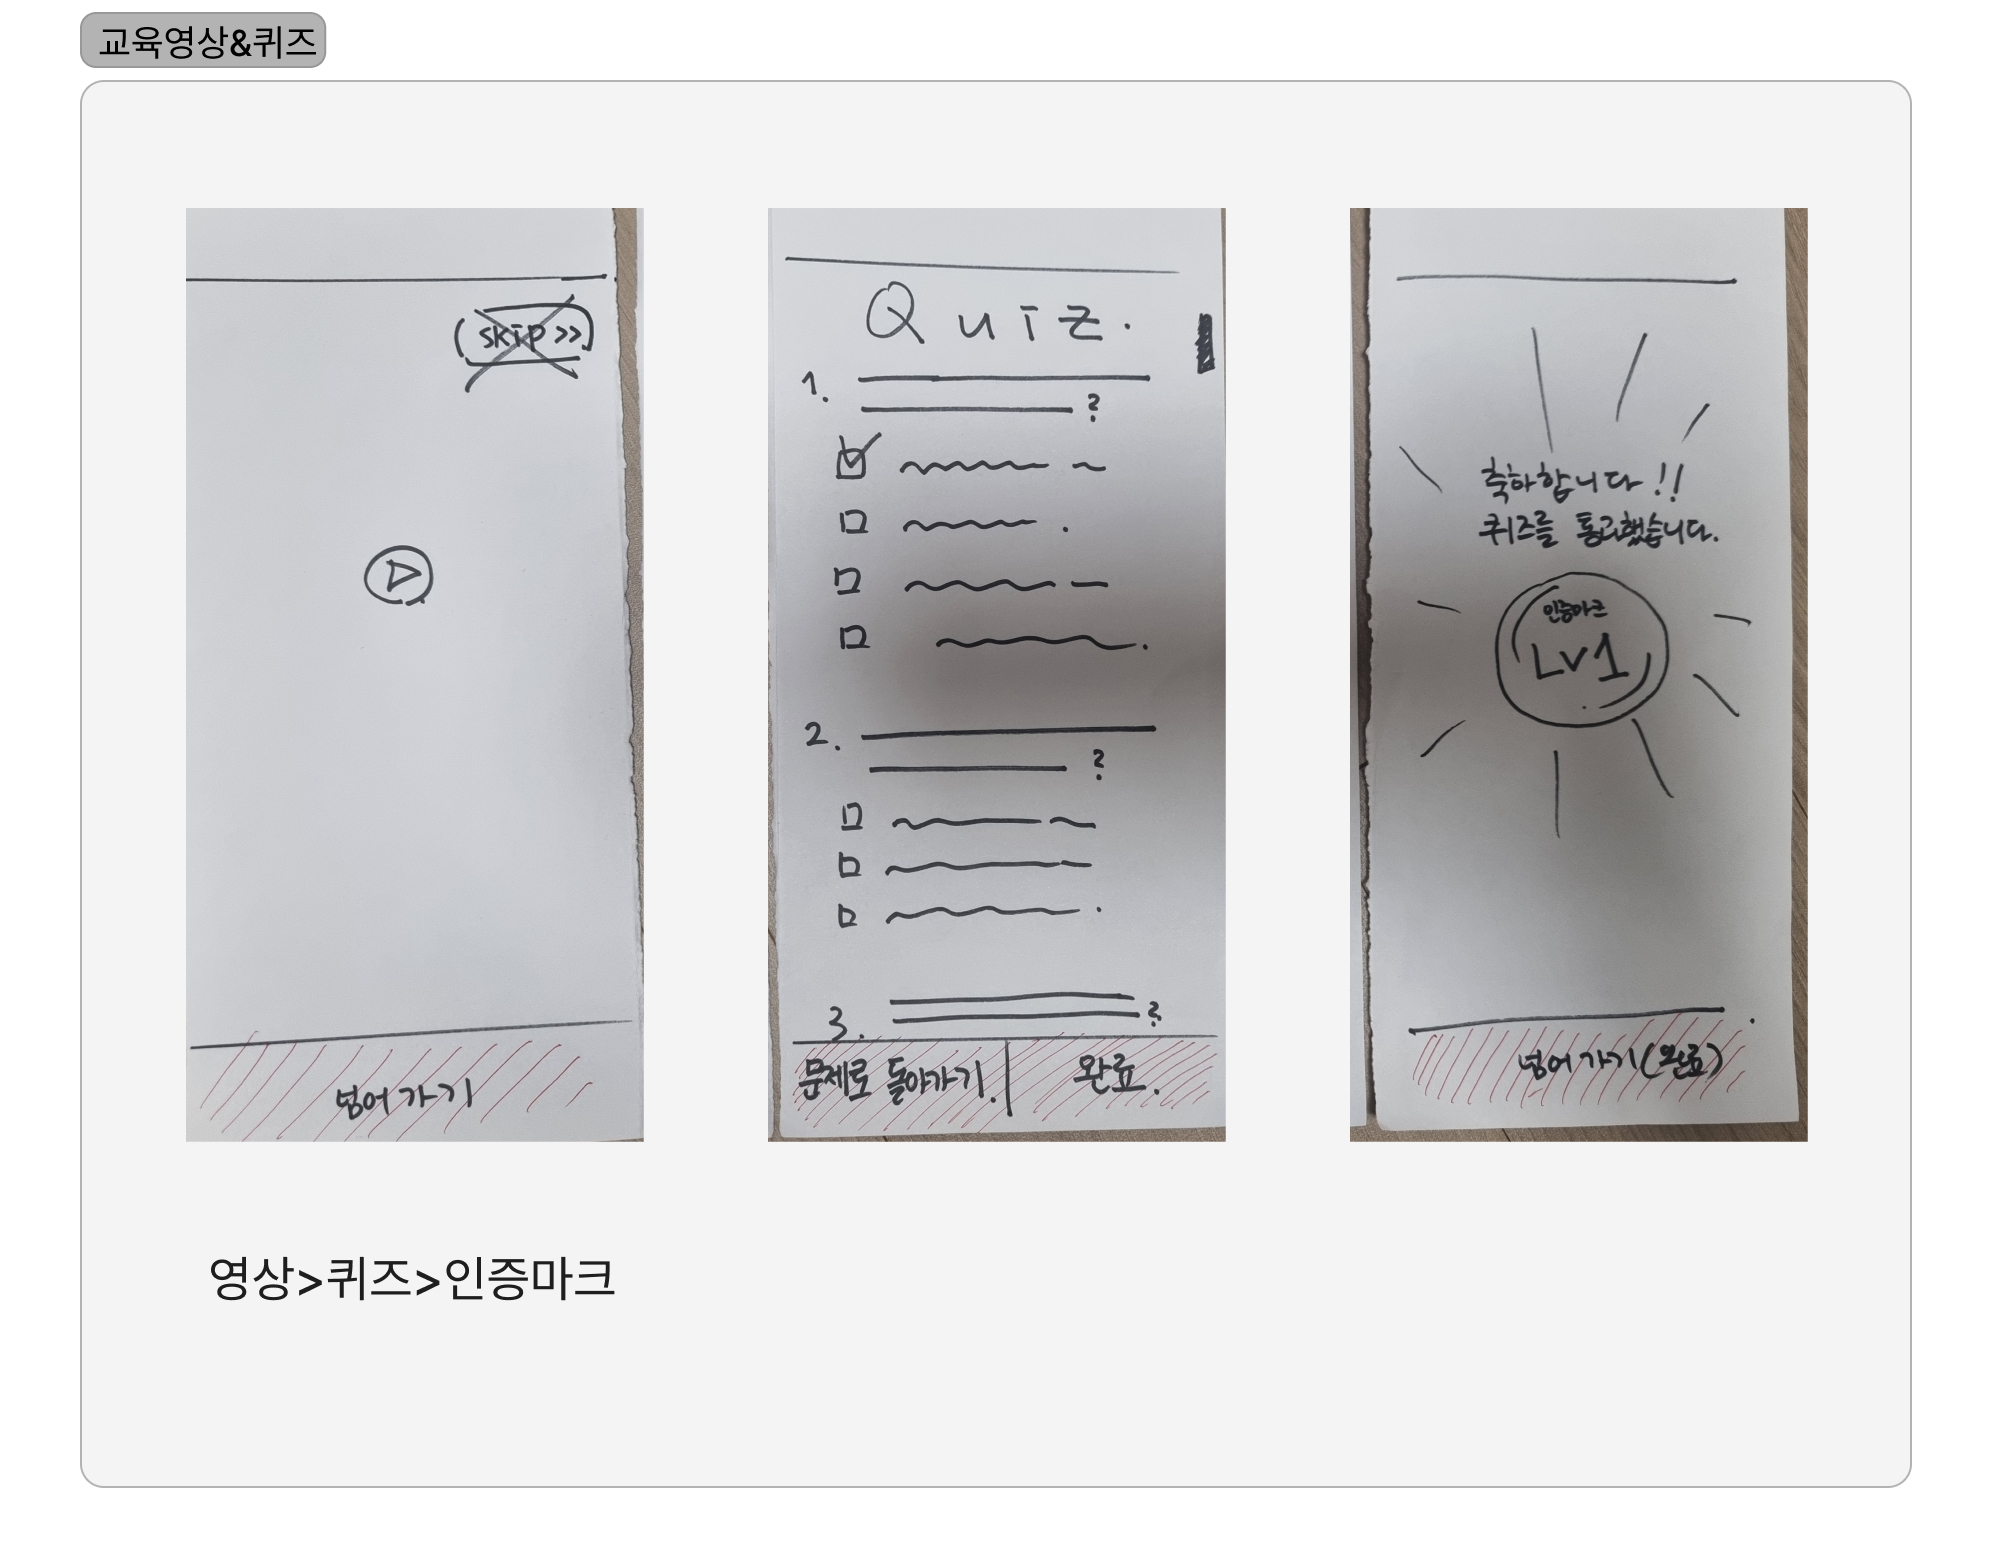 교육영상&퀴즈
skip >>
넘어가기
Quiz.
1.
?
2.
?
3.
?
문제로 돌아가기.
완료.
축하합니다!!
퀴즈를 통과했습니다.
인증마크
Lv1
넘어가기(완료)
영상>퀴즈>인증마크